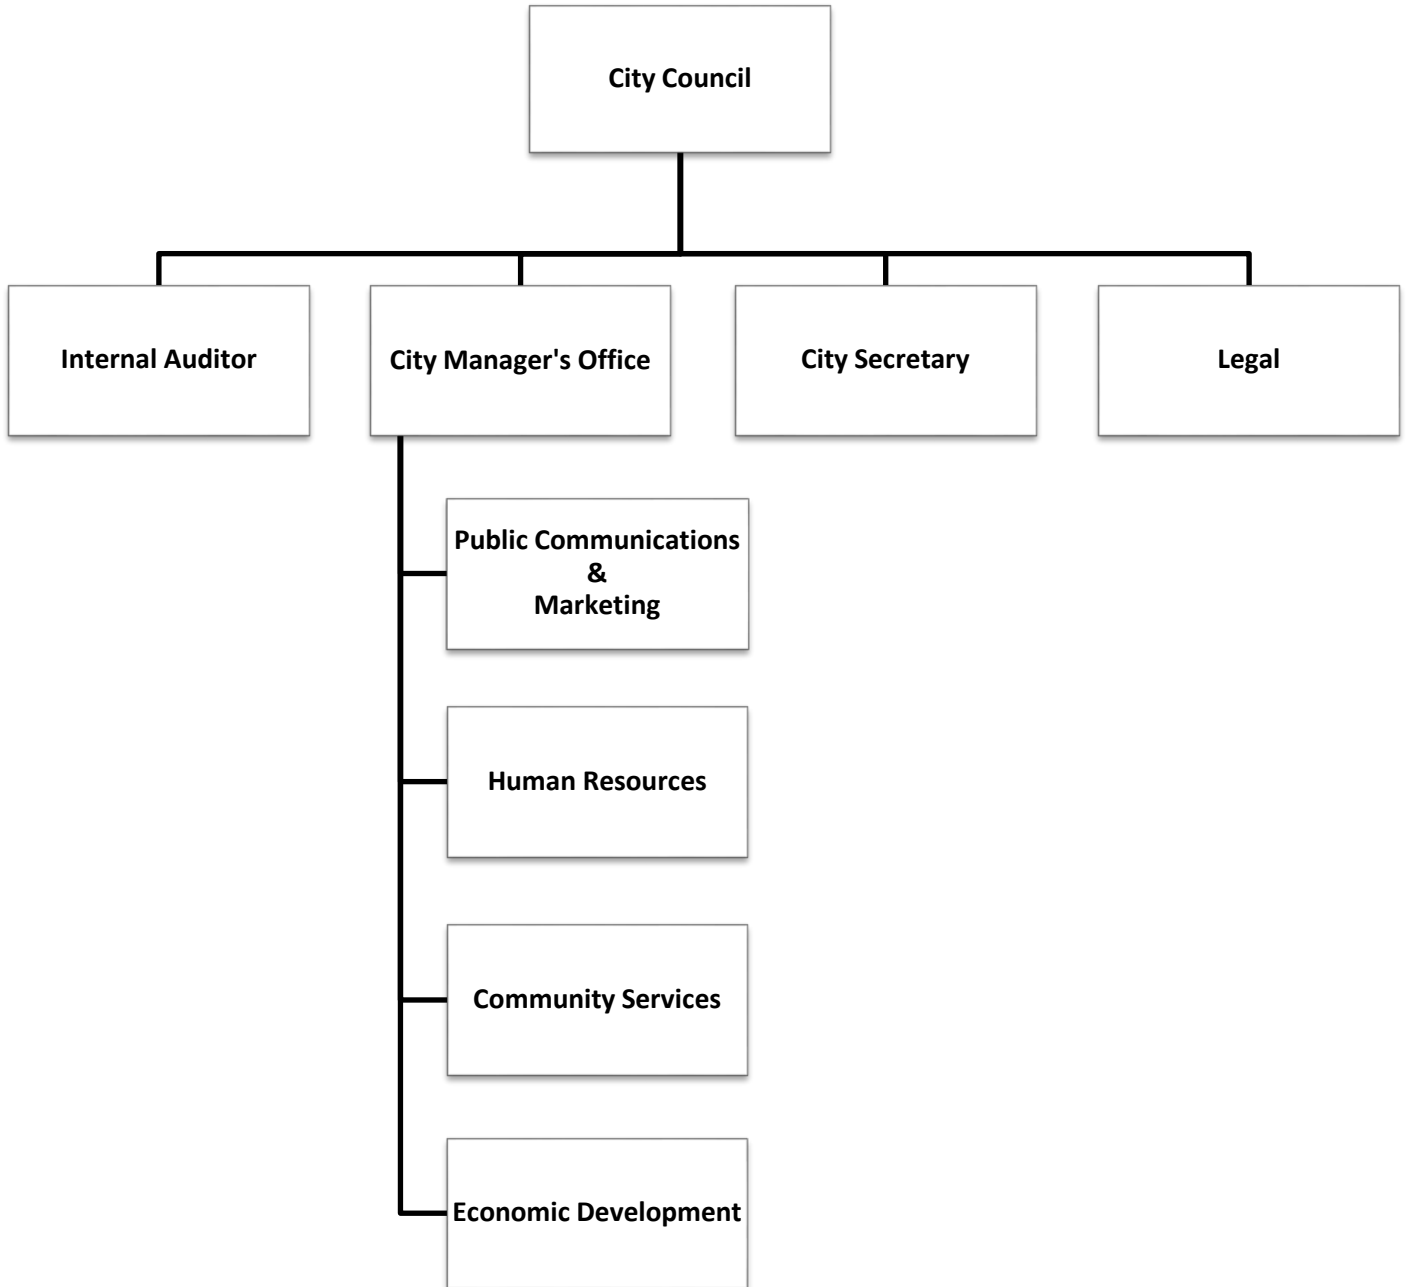 City Council
Internal Auditor
City Manager's Office
City Secretary
Legal
Public Communications
&
Marketing
Human Resources
Community Services
Economic Development